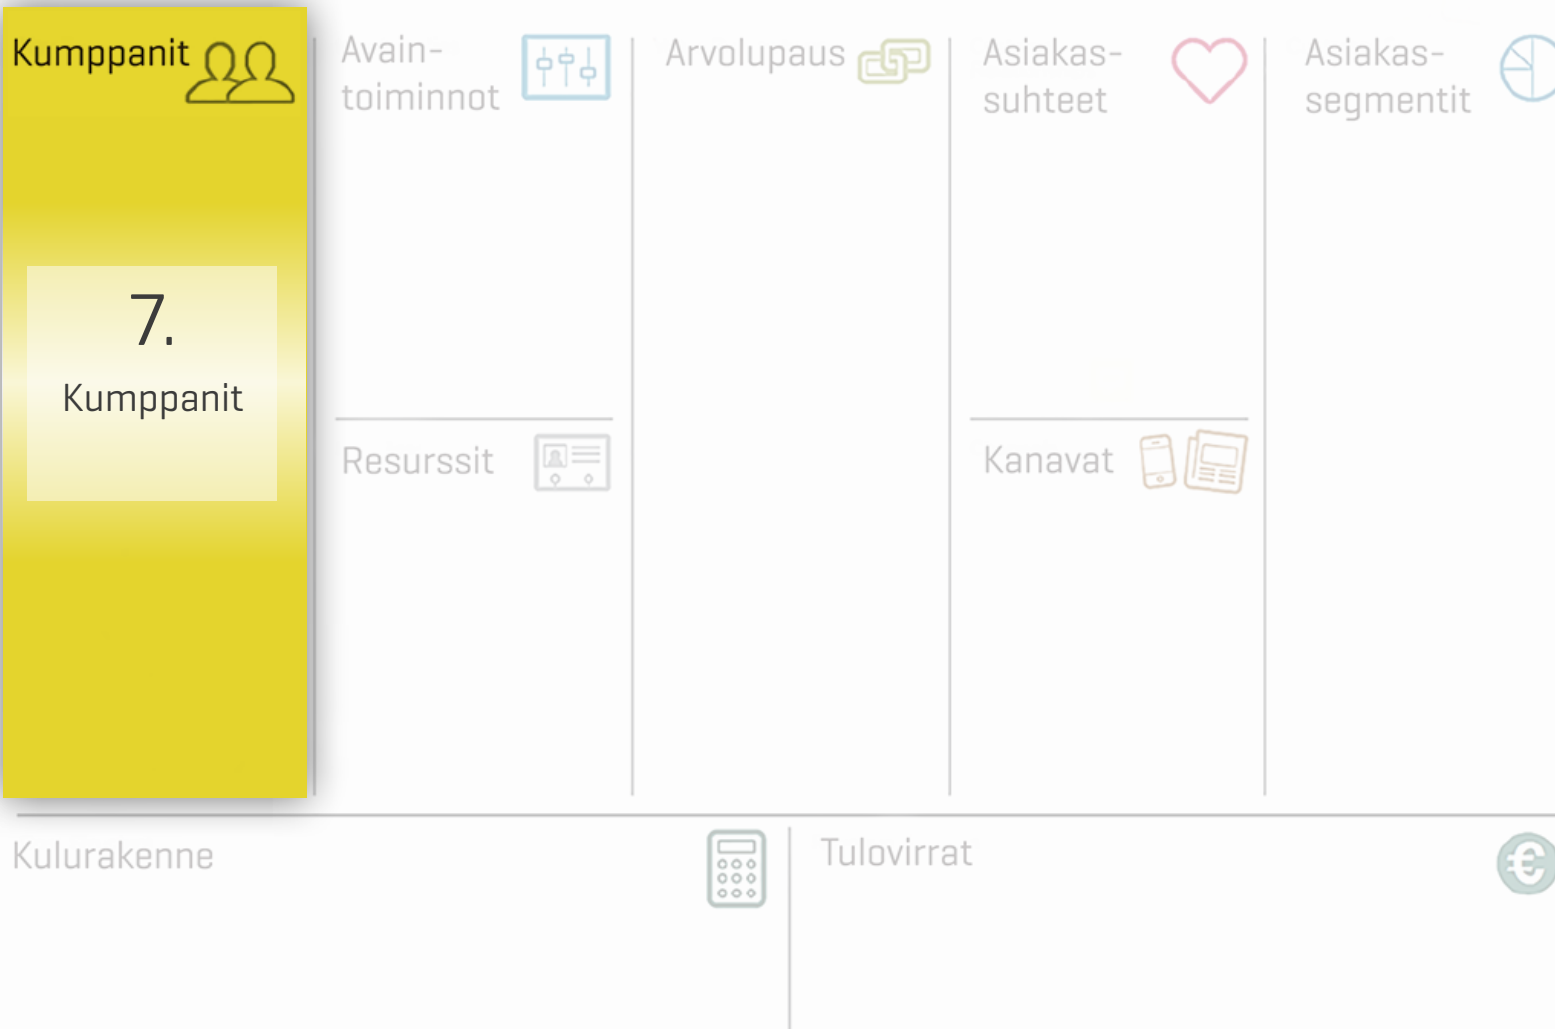 Kumppanit
7.
Kumppanit
Avain-
toiminnot
Resurssit
Arvolupaus
Asiakas-
suhteet
Kanavat
Asiakas-
segmentit
Kulurakenne
Tulovirrat
€